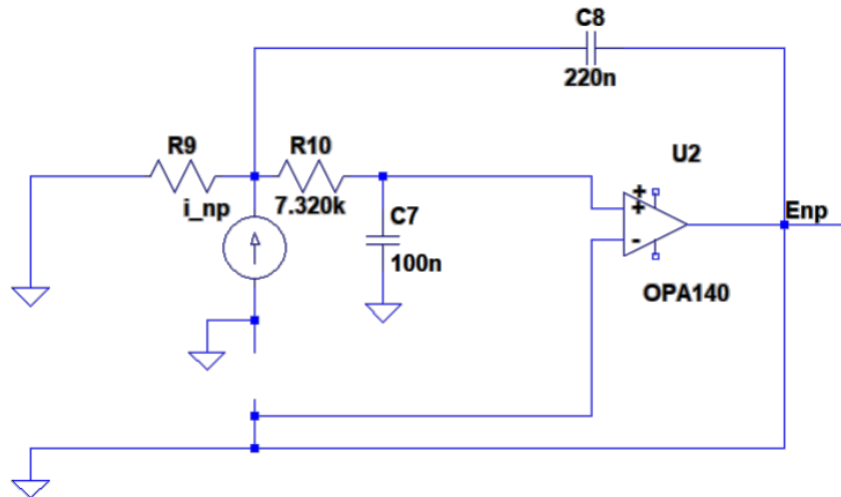 C8
220n
R9
R10
U2
i_np
7.320k
C7
100n
+
+
-
Enp
OPA140